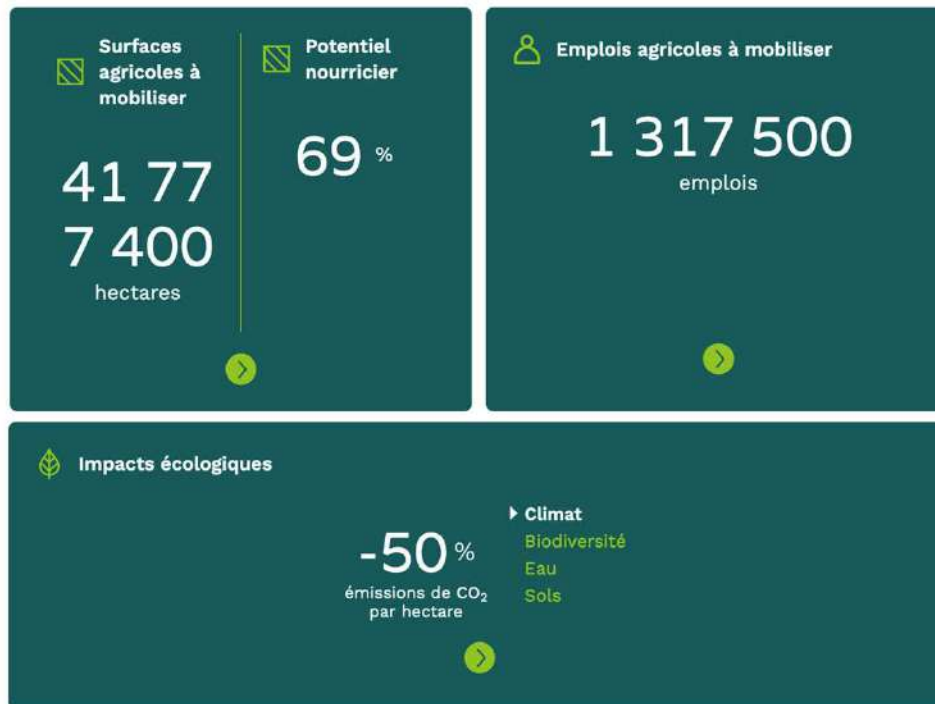 Surfaces
agricoles à
mobiliser
41 77
7 400
hectares
Potentiel
nourricier
69 %
Emplois agricoles à mobiliser
1 317 500
emplois
Impacts écologiques
-50 %
émissions de CO₂
par hectare
Climat
Biodiversité
Eau
Sols